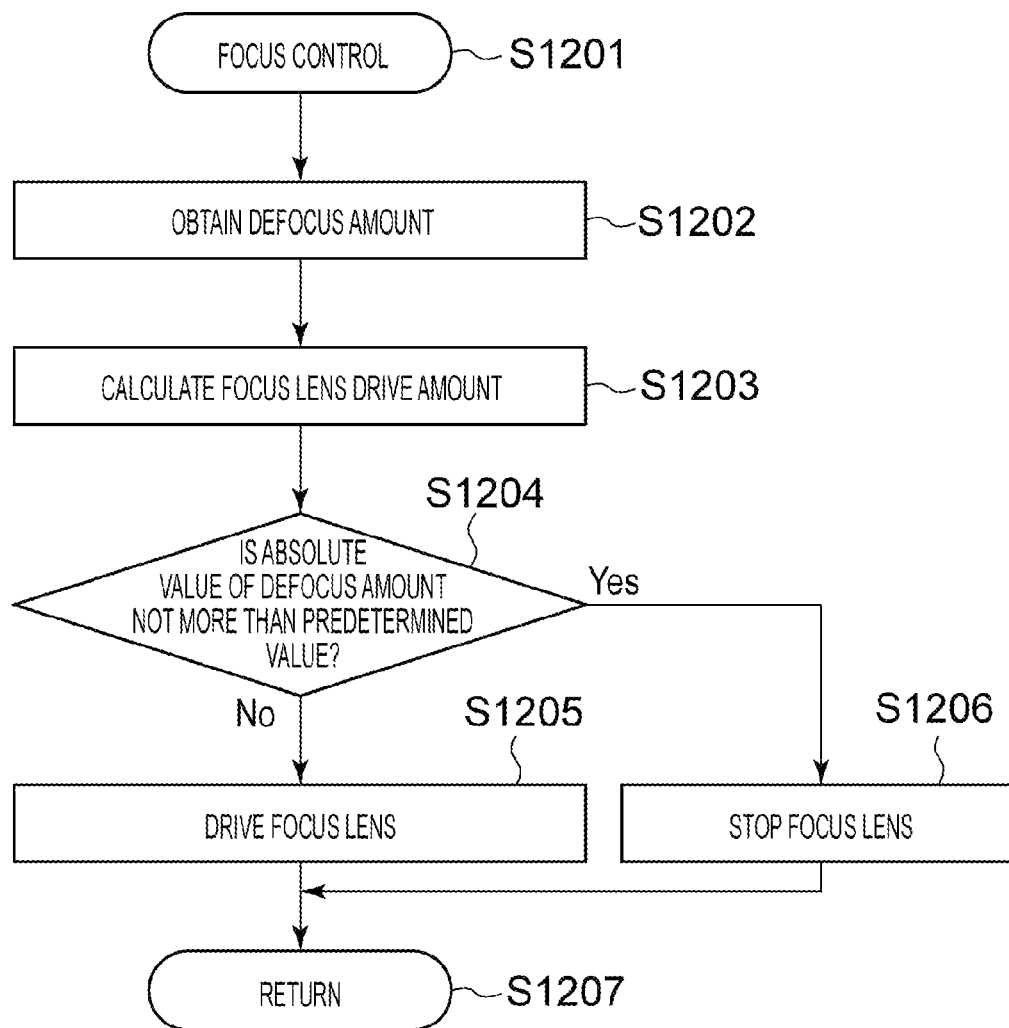 FOCUS CONTROL
S1201
OBTAIN DEFOCUS AMOUNT
S1202
CALCULATE FOCUS LENS DRIVE AMOUNT
S1203
S1204
IS ABSOLUTE
VALUE OF DEFOCUS AMOUNT
NOT MORE THAN PREDETERMINED
VALUE?
Yes
No
S1205
S1206
DRIVE FOCUS LENS
STOP FOCUS LENS
RETURN
S1207